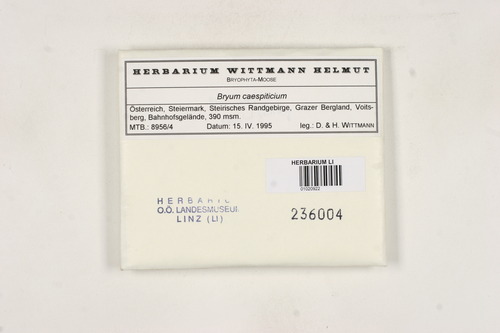 HERBARIUM WITTMANN HELMUT
BRYOPHYTA-MOOSE
Bryum caespiticium
Österreich, Steiermark, Steirisches Randgebirge, Grazer Bergland, Voits-
berg, Bahnhofsgelände, 390 msm.
MTB.: 8956/4 Datum: 15. IV. 1995 leg.: D. & H. WITTMANN
HERBARIUM LI
01020922
HERBARIU
O.Ö. LANDESMUSEUM
LINZ (LI)
236004